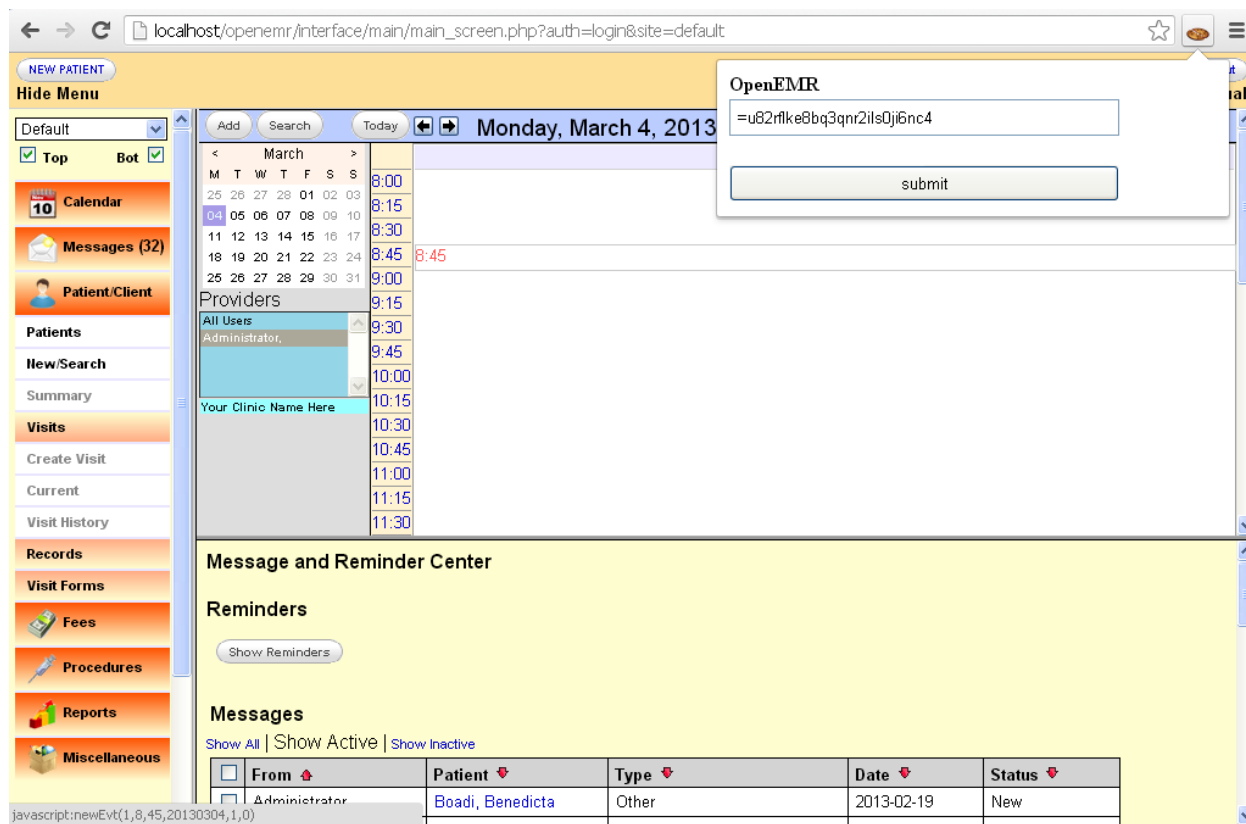 localhost/openemr/interface/main/main_screen.php?auth=login&site=default
NEW PATIENT
Hide Menu
OpenEMR
=u82rflke8bq3qnr2ils0ji6nc4
submit
Default
Top Bot
10 Calendar
Messages (32)
Patient/Client
Patients
New/Search
Summary
Visits
Create Visit
Current
Visit History
Records
Visit Forms
Fees
Procedures
Reports
Miscellaneous
Add Search Today Monday, March 4, 2013
< March >
M T W T F S S
25 26 27 28 01 02 03
04 05 06 07 08 09 10
11 12 13 14 15 16 17
18 19 20 21 22 23 24
25 26 27 28 29 30 31
Providers
All Users
Administrator,
Your Clinic Name Here
8:00
8:15
8:30
8:45 8:45
9:00
9:15
9:30
9:45
10:00
10:15
10:30
10:45
11:00
11:15
11:30
Message and Reminder Center
Reminders
Show Reminders
Messages
Show All | Show Active | Show Inactive
From Patient Type Date Status
Administrator Boadi, Benedicta Other 2013-02-19 New
javascript:newEvt(1,8,45,20130304,1,0)